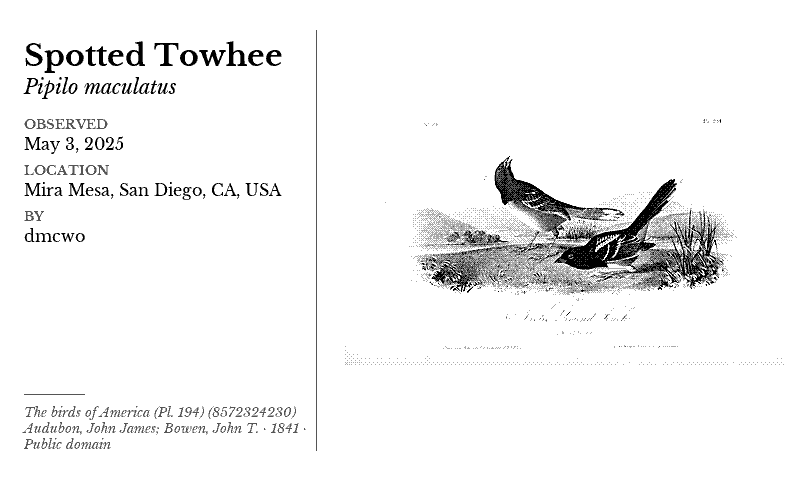 Spotted Towhee
Pipilo maculatus
OBSERVED
May 3, 2025
LOCATION
Mira Mesa, San Diego, CA, USA
BY
dmcwo
The birds of America (Pl. 194) (8572324230)
Audubon, John James; Bowen, John T. · 1841 ·
Public domain